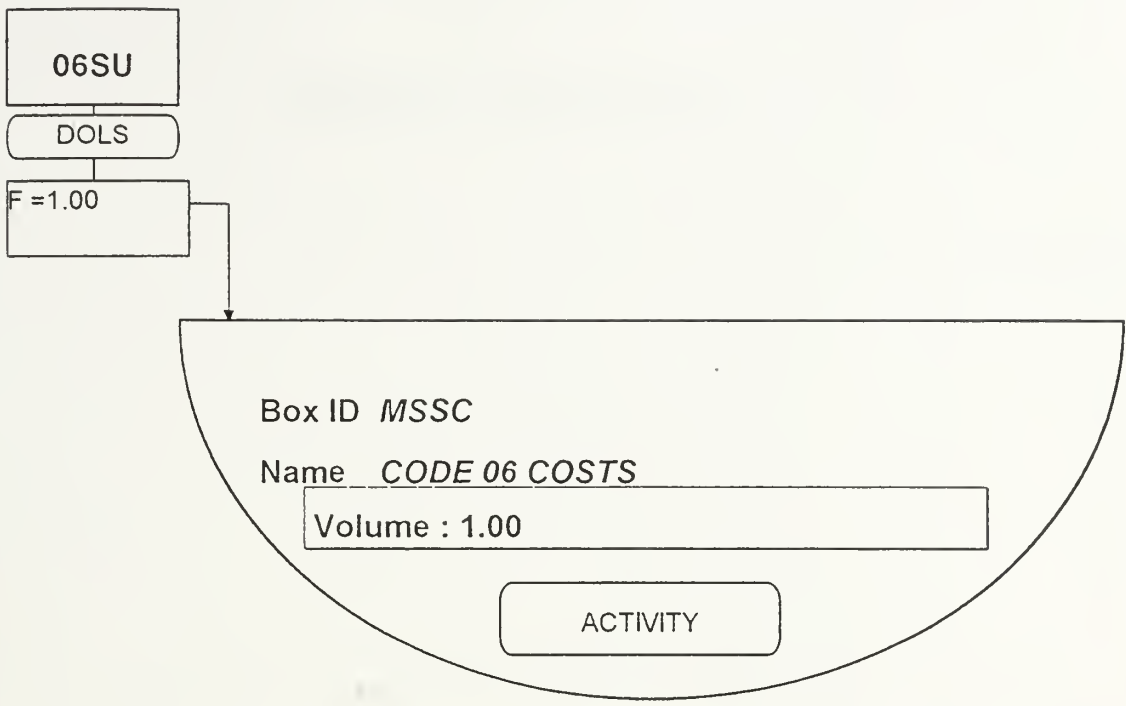 06SU
DOLS
F =1.00
Box ID MSSC
Name CODE 06 COSTS
Volume : 1.00
ACTIVITY